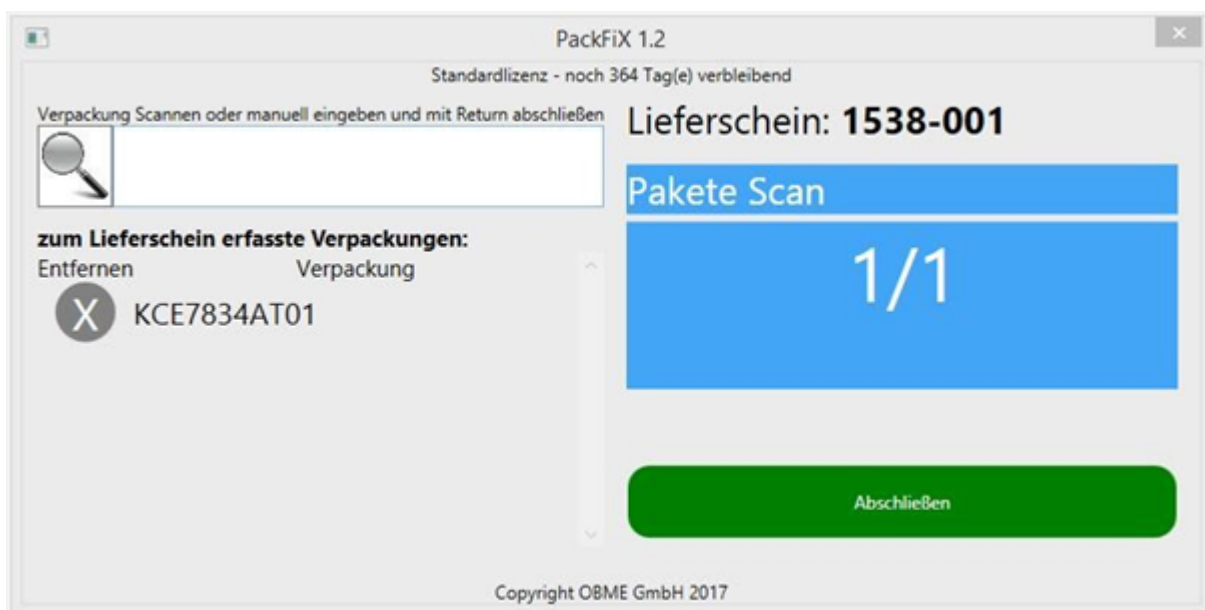 PackFiX 1.2
Standardlizenz - noch 364 Tag(e) verbleibend
Verpackung Scannen oder manuell eingeben und mit Return abschließen
zum Lieferschein erfasste Verpackungen:
Entfernen Verpackung
X KCE7834AT01
Lieferschein: 1538-001
Pakete Scan
1/1
Abschließen
Copyright OBME GmbH 2017